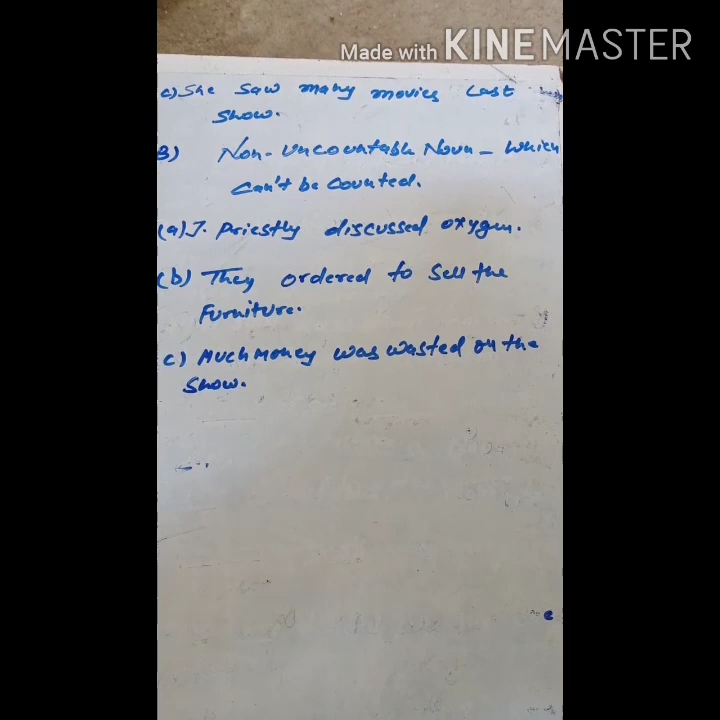 Made with KINEMASTER
c) She saw many movies Last
Show.
B) Non-Uncountable Noun - which
Can't be Counted.
(a) J. Priestly discussed oxygen.
(b) They ordered to Sell the
Furniture.
c) Much Money was wasted on the
Show.